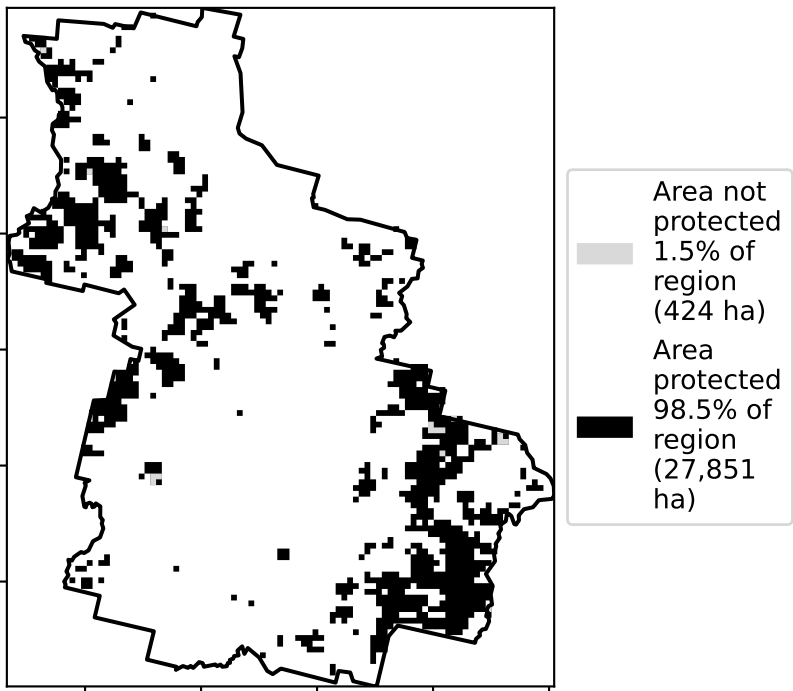 Area not
protected
1.5% of
region
(424 ha)
Area
protected
98.5% of
region
(27,851
ha)